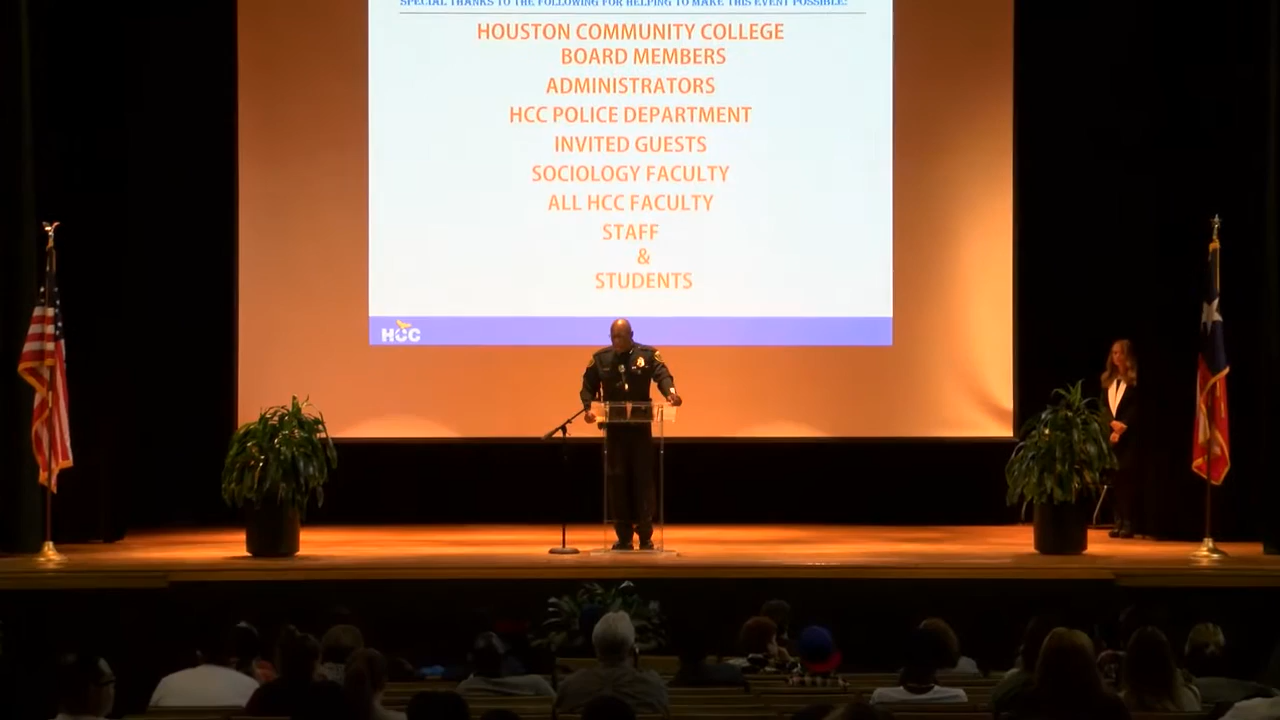 SPECIAL THANKS TO THE FOLLOWING FOR HELPING TO MAKE THIS EVENT POSSIBLE:
HOUSTON COMMUNITY COLLEGE
BOARD MEMBERS
ADMINISTRATORS
HCC POLICE DEPARTMENT
INVITED GUESTS
SOCIOLOGY FACULTY
ALL HCC FACULTY
STAFF
&
STUDENTS
HCC